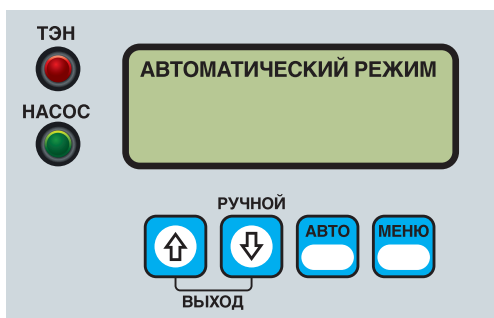 ТЭН
АВТОМАТИЧЕСКИЙ РЕЖИМ
НАСОС
РУЧНОЙ
АВТО
МЕНЮ
ВЫХОД